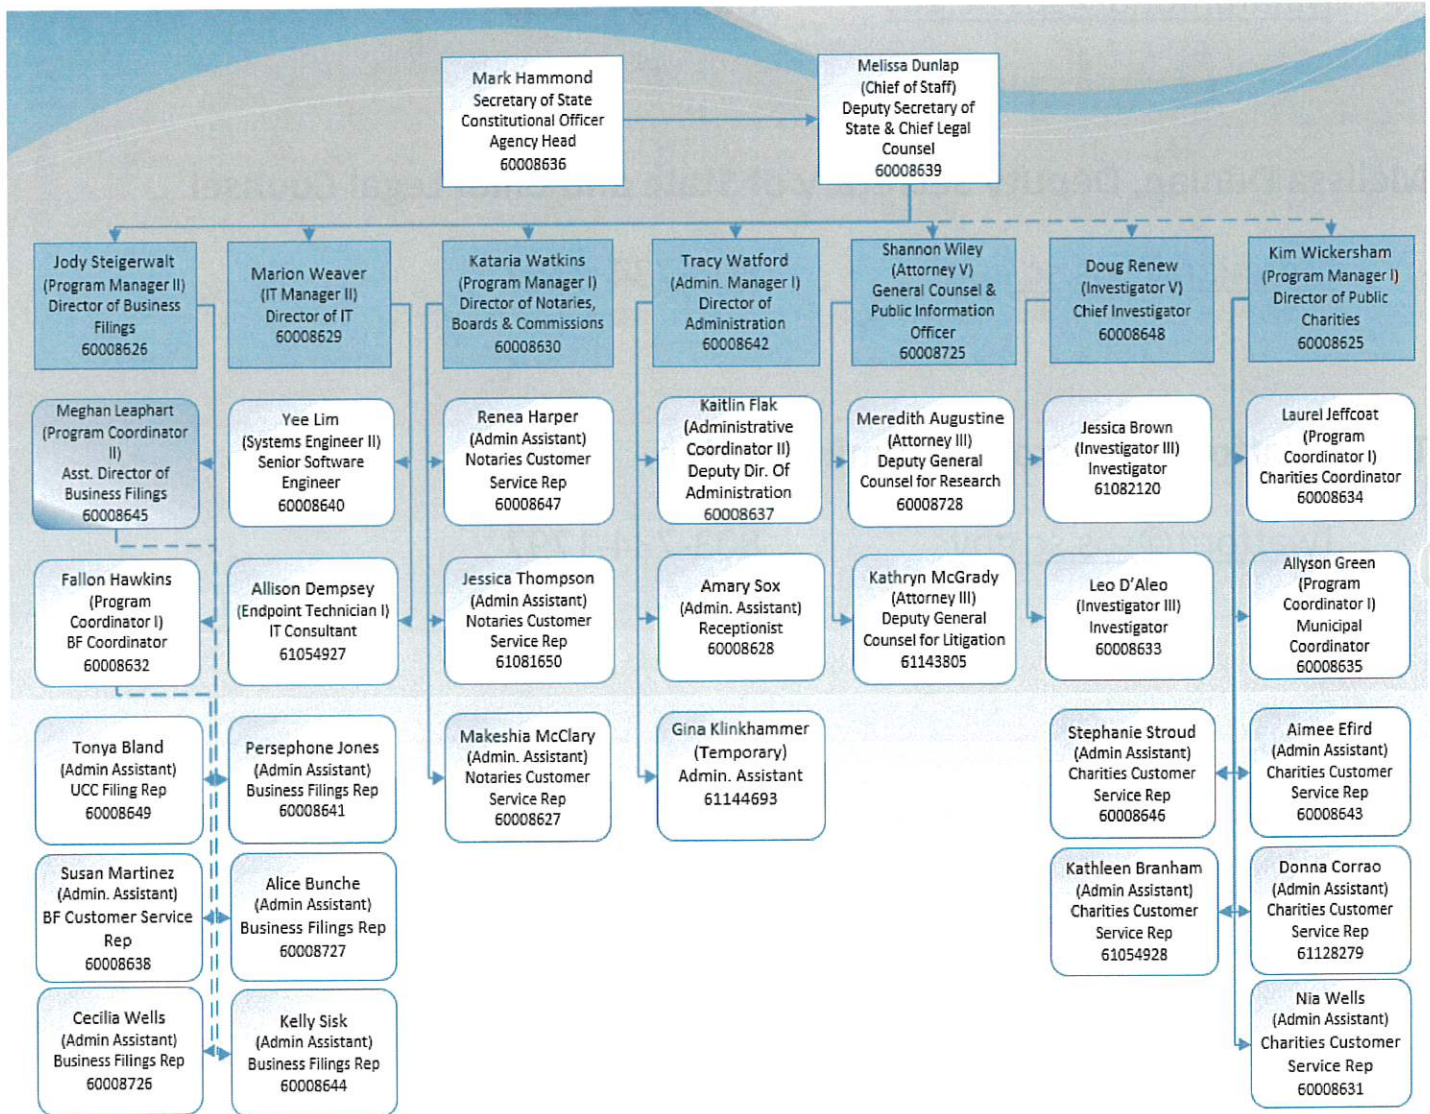 Mark Hammond
Secretary of State
Constitutional Officer
Agency Head
60008636
Melissa Dunlap
(Chief of Staff)
Deputy Secretary of
State & Chief Legal
Counsel
60008639
Jody Steigerwalt
(Program Manager II)
Director of Business
Filings
60008626
Marion Weaver
(IT Manager II)
Director of IT
60008629
Kataria Watkins
(Program Manager I)
Director of Notaries,
Boards & Commissions
60008630
Tracy Watford
(Admin. Manager I)
Director of
Administration
60008642
Shannon Wiley
(Attorney V)
General Counsel &
Public Information
Officer
60008725
Doug Renew
(Investigator V)
Chief Investigator
60008648
Kim Wickersham
(Program Manager I)
Director of Public
Charities
60008625
Meghan Leaphart
(Program Coordinator
II)
Asst. Director of
Business Filings
60008645
Yee Lim
(Systems Engineer II)
Senior Software
Engineer
60008640
Renea Harper
(Admin Assistant)
Notaries Customer
Service Rep
60008647
Kaitlin Flak
(Administrative
Coordinator II)
Deputy Dir. Of
Administration
60008637
Meredith Augustine
(Attorney III)
Deputy General
Counsel for Research
60008728
Jessica Brown
(Investigator III)
Investigator
61082120
Laurel Jeffcoat
(Program
Coordinator I)
Charities Coordinator
60008634
Fallon Hawkins
(Program
Coordinator I)
BF Coordinator
60008632
Allison Dempsey
(Endpoint Technician I)
IT Consultant
61054927
Jessica Thompson
(Admin Assistant)
Notaries Customer
Service Rep
61081650
Amary Sox
(Admin. Assistant)
Receptionist
60008628
Kathryn McGrady
(Attorney III)
Deputy General
Counsel for Litigation
61143805
Leo D'Aleo
(Investigator III)
Investigator
60008633
Allyson Green
(Program
Coordinator I)
Municipal
Coordinator
60008635
Tonya Bland
(Admin Assistant)
UCC Filing Rep
60008649
Persephone Jones
(Admin Assistant)
Business Filings Rep
60008641
Makeshia McClary
(Admin. Assistant)
Notaries Customer
Service Rep
60008627
Gina Klinkhammer
(Temporary)
Admin. Assistant
61144693
Stephanie Stroud
(Admin Assistant)
Charities Customer
Service Rep
60008646
Aimee Efird
(Admin Assistant)
Charities Customer
Service Rep
60008643
Susan Martinez
(Admin. Assistant)
BF Customer Service
Rep
60008638
Alice Bunche
(Admin Assistant)
Business Filings Rep
60008727
Kathleen Branham
(Admin Assistant)
Charities Customer
Service Rep
61054928
Donna Corrao
(Admin Assistant)
Charities Customer
Service Rep
61128279
Cecilia Wells
(Admin Assistant)
Business Filings Rep
60008726
Kelly Sisk
(Admin Assistant)
Business Filings Rep
60008644
Nia Wells
(Admin Assistant)
Charities Customer
Service Rep
60008631